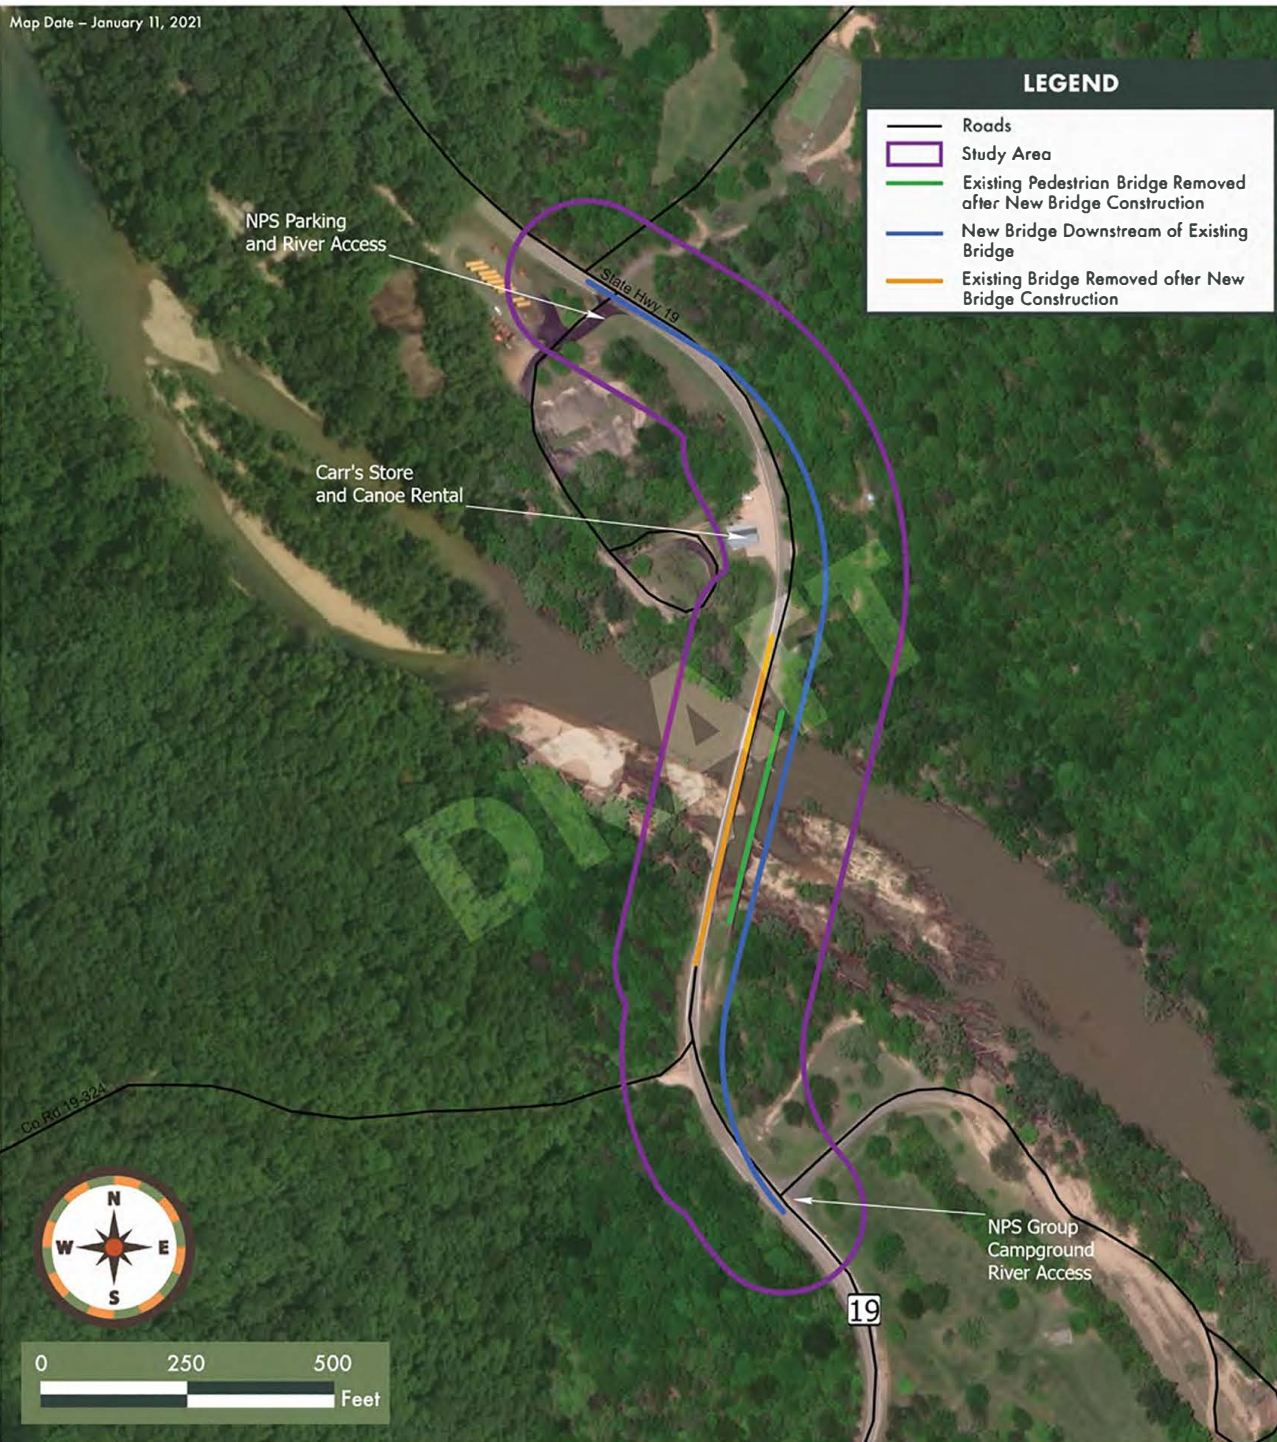 Map Date – January 11, 2021
LEGEND
Roads
Study Area
Existing Pedestrian Bridge Removed
after New Bridge Construction
New Bridge Downstream of Existing
Bridge
Existing Bridge Removed after New
Bridge Construction
NPS Parking
and River Access
State Hwy 19
Carr's Store
and Canoe Rental
DRAFT
Co Rd 19-324
NPS Group
Campground
River Access
19
N
W E
S
0 250 500
Feet